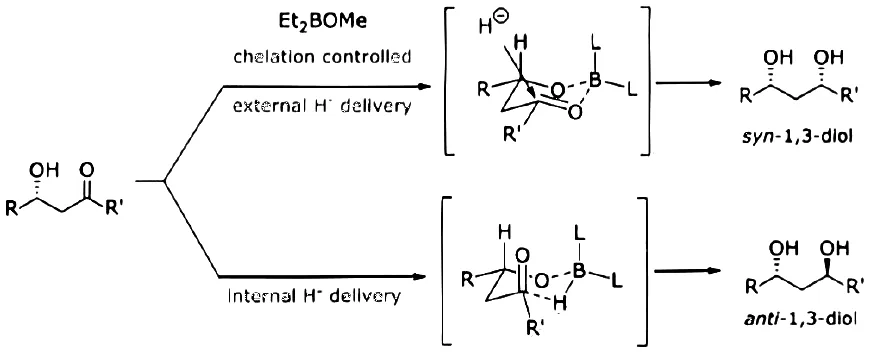 Et₂BOMe
chelation controlled
external H⁻ delivery
H⊖
H
L
R
O
B
L
O
R'
OH OH
R R'
syn-1,3-diol
OH O
R R'
Internal H⁻ delivery
H
L
O
R
O
B
L
H
R'
OH OH
R R'
anti-1,3-diol